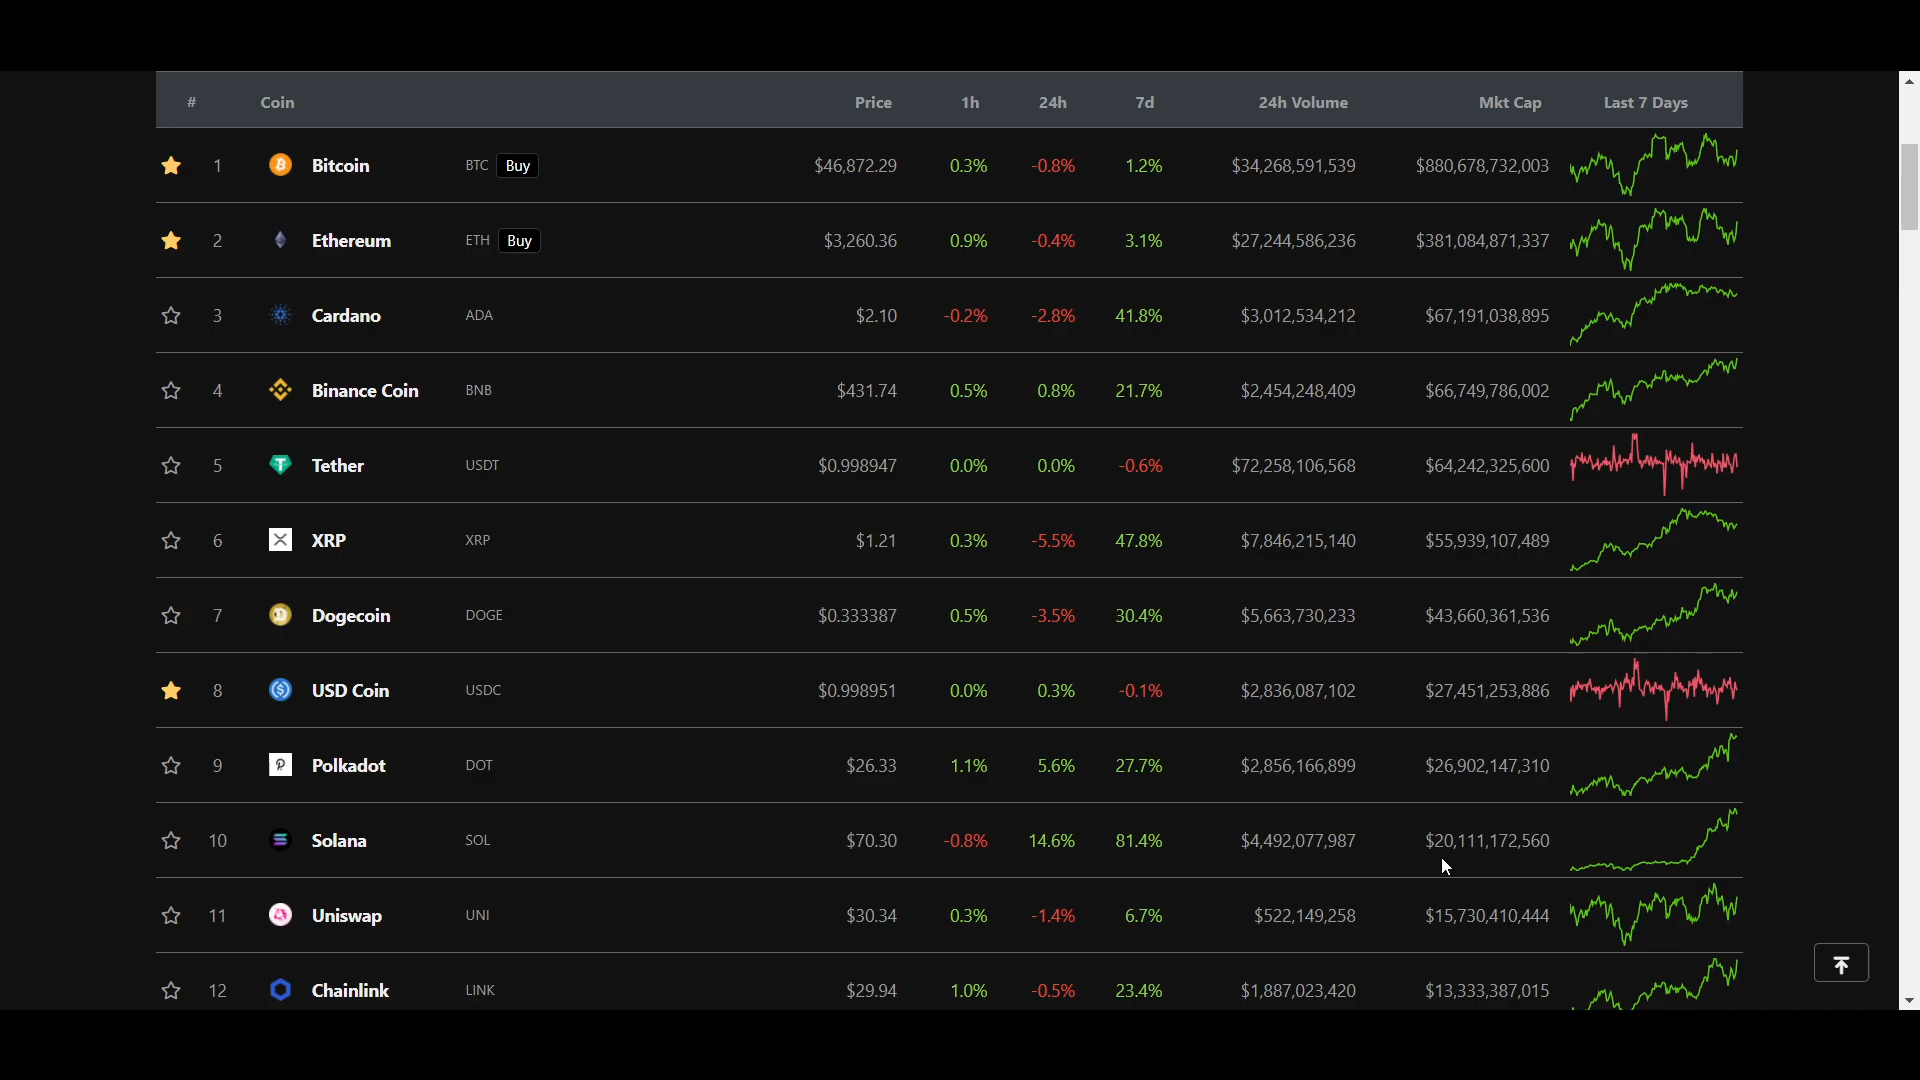 # Coin Price 1h 24h 7d 24h Volume Mkt Cap Last 7 Days
1 Bitcoin BTC Buy $46,872.29 0.3% -0.8% 1.2% $34,268,591,539 $880,678,732,003
2 Ethereum ETH Buy $3,260.36 0.9% -0.4% 3.1% $27,244,586,236 $381,084,871,337
3 Cardano ADA $2.10 -0.2% -2.8% 41.8% $3,012,534,212 $67,191,038,895
4 Binance Coin BNB $431.74 0.5% 0.8% 21.7% $2,454,248,409 $66,749,786,002
5 Tether USDT $0.998947 0.0% 0.0% -0.6% $72,258,106,568 $64,242,325,600
6 XRP XRP $1.21 0.3% -5.5% 47.8% $7,846,215,140 $55,939,107,489
7 Dogecoin DOGE $0.333387 0.5% -3.5% 30.4% $5,663,730,233 $43,660,361,536
8 USD Coin USDC $0.998951 0.0% 0.3% -0.1% $2,836,087,102 $27,451,253,886
9 Polkadot DOT $26.33 1.1% 5.6% 27.7% $2,856,166,899 $26,902,147,310
10 Solana SOL $70.30 -0.8% 14.6% 81.4% $4,492,077,987 $20,111,172,560
11 Uniswap UNI $30.34 0.3% -1.4% 6.7% $522,149,258 $15,730,410,444
12 Chainlink LINK $29.94 1.0% -0.5% 23.4% $1,887,023,420 $13,333,387,015